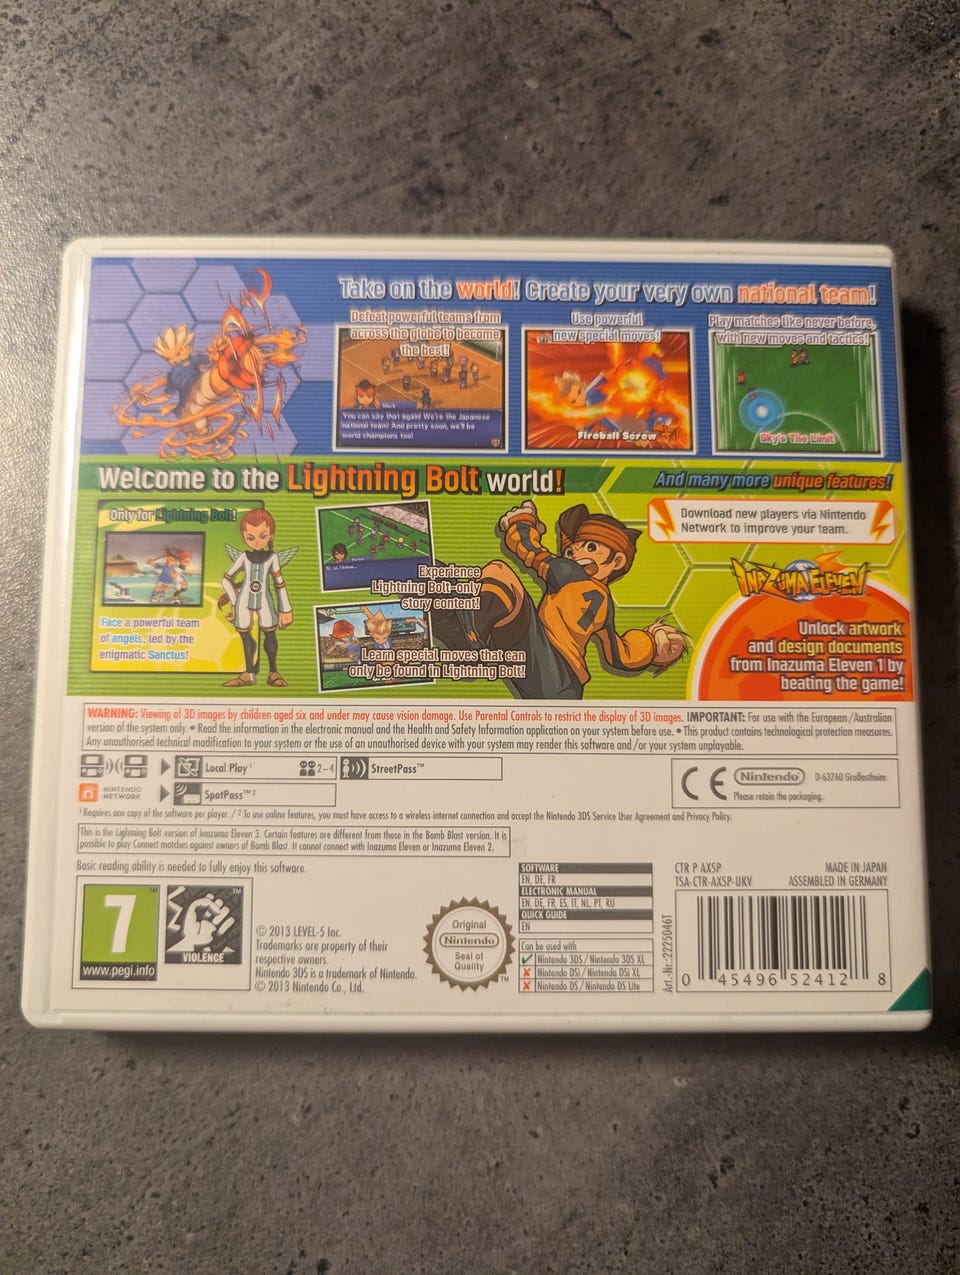 Take on the world! Create your very own national team!
Defeat powerful teams from
across the globe to become
the best!
Mark
You can say that again! We're the Japanese
national team! And pretty soon, we'll be
world champions too!
Use powerful
new special moves!
Fireball Screw
Play matches like never before,
with new moves and tactics!
Sky's The Limit
Welcome to the Lightning Bolt world!
And many more unique features!
Only for Lightning Bolt!
Face a powerful team
of angels, led by the
enigmatic Sanctus!
Experience
Lightning Bolt-only
story content!
Learn special moves that can
only be found in Lightning Bolt!
1
Download new players via Nintendo
Network to improve your team.
INAZUMA ELEVEN
Unlock artwork
and design documents
from Inazuma Eleven 1 by
beating the game!
WARNING: Viewing of 3D images by children aged six and under may cause vision damage. Use Parental Controls to restrict the display of 3D images. IMPORTANT: For use with the European/Australian
version of the system only. • Read the information in the electronic manual and the Health and Safety Information application on your system before use. • This product contains technological protection measures.
Any unauthorised technical modification to your system or the use of an unauthorised device with your system may render this software and/or your system unplayable.
Local Play¹
2-4
StreetPass™
NINTENDO
NETWORK
SpotPass™²
CE
Nintendo
D-63760 Großostheim
Please retain the packaging.
¹ Requires one copy of the software per player. / ² To use online features, you must have access to a wireless internet connection and accept the Nintendo 3DS Service User Agreement and Privacy Policy.
This is the Lightning Bolt version of Inazuma Eleven 3. Certain features are different from those in the Bomb Blast version. It is
possible to play Connect matches against owners of Bomb Blast. It cannot connect with Inazuma Eleven or Inazuma Eleven 2.
Basic reading ability is needed to fully enjoy this software.
7
™
www.pegi.info
™
VIOLENCE
© 2013 LEVEL-5 Inc.
Trademarks are property of their
respective owners.
Nintendo 3DS is a trademark of Nintendo.
© 2013 Nintendo Co., Ltd.
Original
Nintendo
Seal of
Quality
™
SOFTWARE
EN, DE, FR
ELECTRONIC MANUAL
EN, DE, FR, ES, IT, NL, PT, RU
QUICK GUIDE
EN
Can be used with
Nintendo 3DS / Nintendo 3DS XL
Nintendo DSi / Nintendo DSi XL
Nintendo DS / Nintendo DS Lite
Art.-Nr.:2225046T
CTR P AXSP
MADE IN JAPAN
TSA-CTR-AXSP-UKV
ASSEMBLED IN GERMANY
0 45496 52412 8